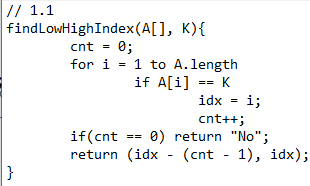 // 1.1
findLowHighIndex(A[], K){
        cnt = 0;
        for i = 1 to A.length
                if A[i] == K
                        idx = i;
                        cnt++;
        if(cnt == 0) return "No";
        return (idx - (cnt - 1), idx);
}